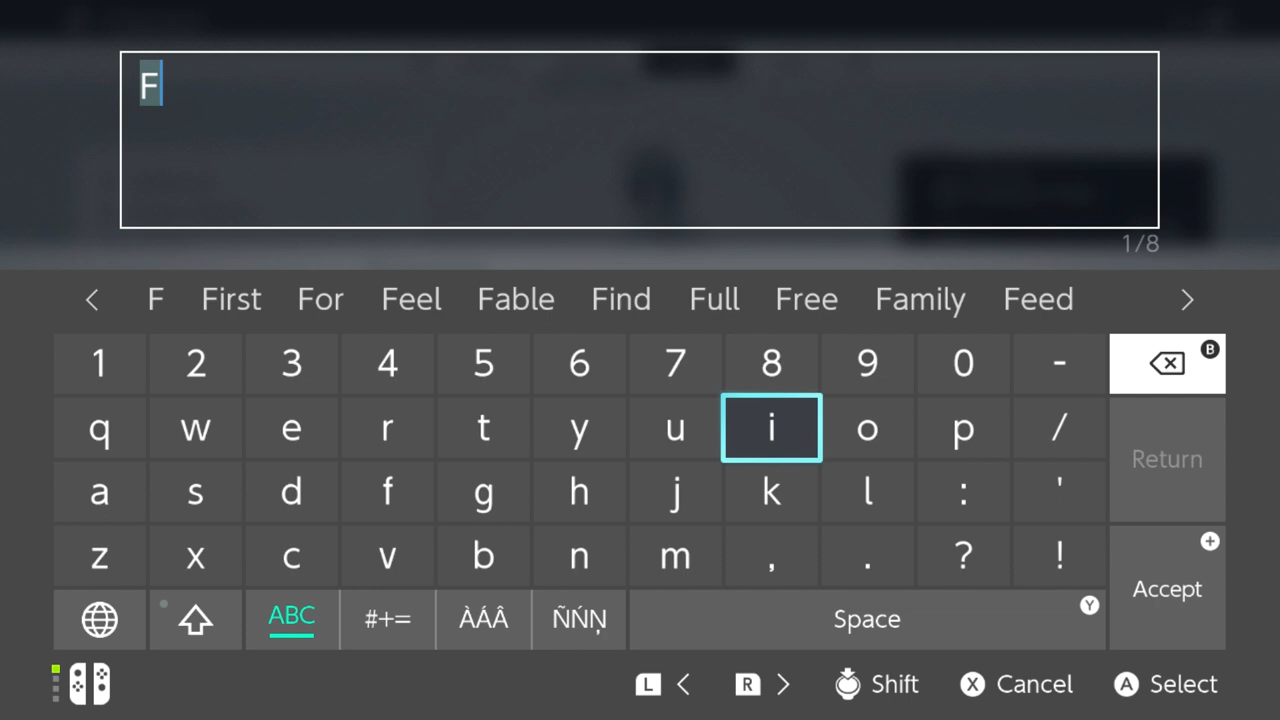 F
1/8
F First For Feel Fable Find Full Free Family Feed
1 2 3 4 5 6 7 8 9 0 - B
q w e r t y u i o p /
Return
a s d f g h j k l : '
z x c v b n m , . ? ! +
Accept
ABC #+= ÀÁÂ ÑŃŅ Space Y
L R Shift X Cancel A Select